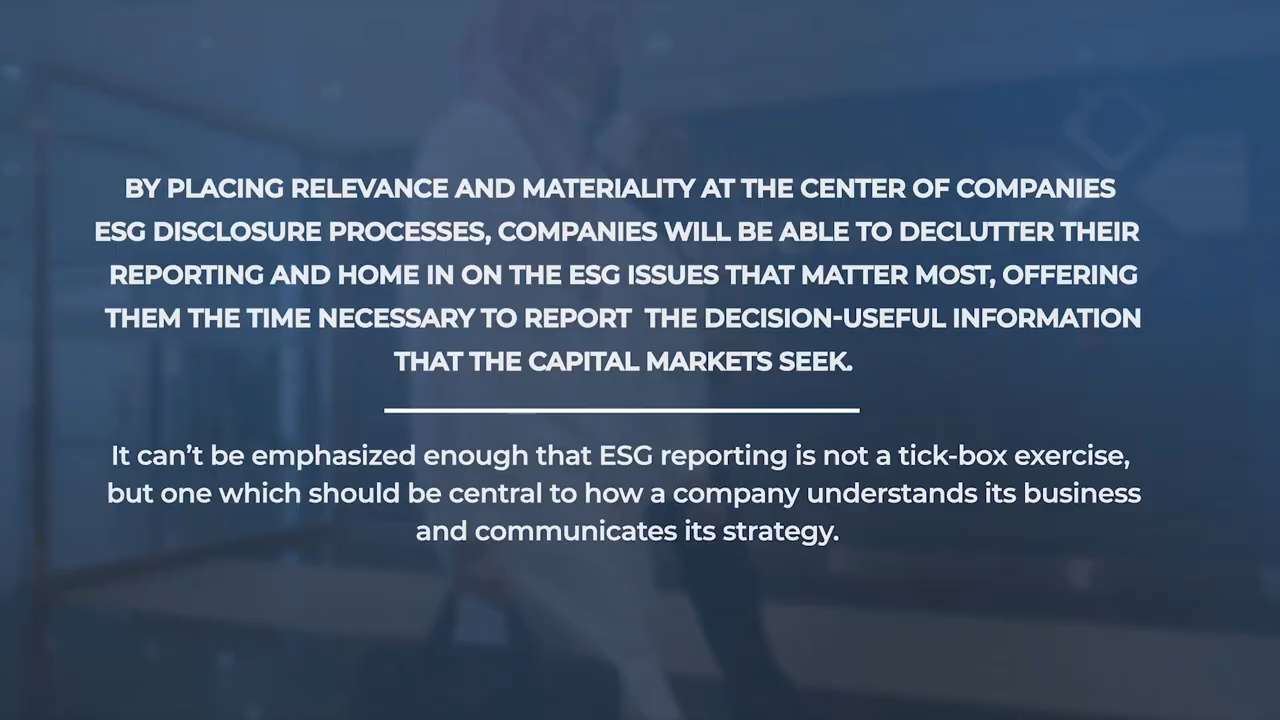 BY PLACING RELEVANCE AND MATERIALITY AT THE CENTER OF COMPANIES
ESG DISCLOSURE PROCESSES, COMPANIES WILL BE ABLE TO DECLUTTER THEIR
REPORTING AND HOME IN ON THE ESG ISSUES THAT MATTER MOST, OFFERING
THEM THE TIME NECESSARY TO REPORT  THE DECISION-USEFUL INFORMATION
THAT THE CAPITAL MARKETS SEEK.
It can’t be emphasized enough that ESG reporting is not a tick-box exercise,
but one which should be central to how a company understands its business
and communicates its strategy.